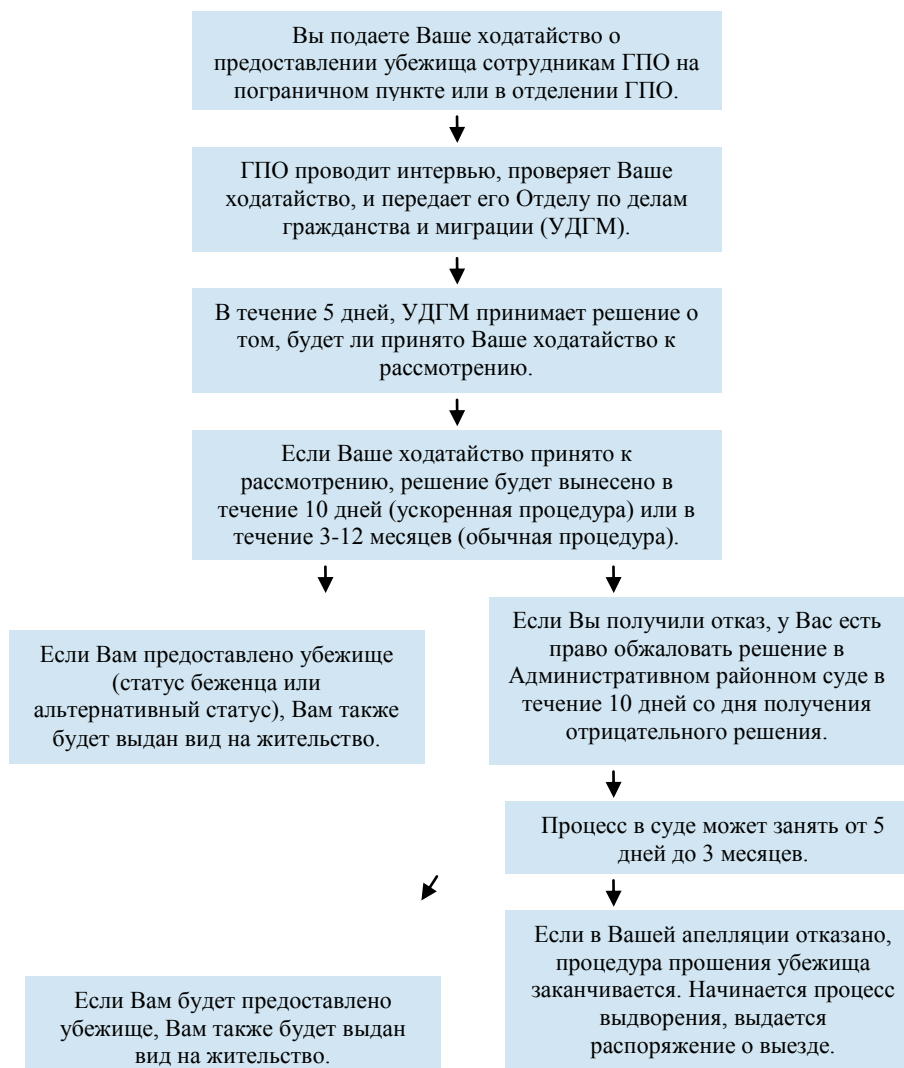 Вы подаете Ваше ходатайство о
предоставлении убежища сотрудникам ГПО на
пограничном пункте или в отделении ГПО.
ГПО проводит интервью, проверяет Ваше
ходатайство, и передает его Отделу по делам
гражданства и миграции (УДГМ).
В течение 5 дней, УДГМ принимает решение о
том, будет ли принято Ваше ходатайство к
рассмотрению.
Если Ваше ходатайство принято к
рассмотрению, решение будет вынесено в
течение 10 дней (ускоренная процедура) или в
течение 3-12 месяцев (обычная процедура).
Если Вам предоставлено убежище
(статус беженца или
альтернативный статус), Вам также
будет выдан вид на жительство.
Если Вы получили отказ, у Вас есть
право обжаловать решение в
Административном районном суде в
течение 10 дней со дня получения
отрицательного решения.
Процесс в суде может занять от 5
дней до 3 месяцев.
Если Вам будет предоставлено
убежище, Вам также будет выдан
вид на жительство.
Если в Вашей апелляции отказано,
процедура прошения убежища
заканчивается. Начинается процесс
выдворения, выдается
распоряжение о выезде.